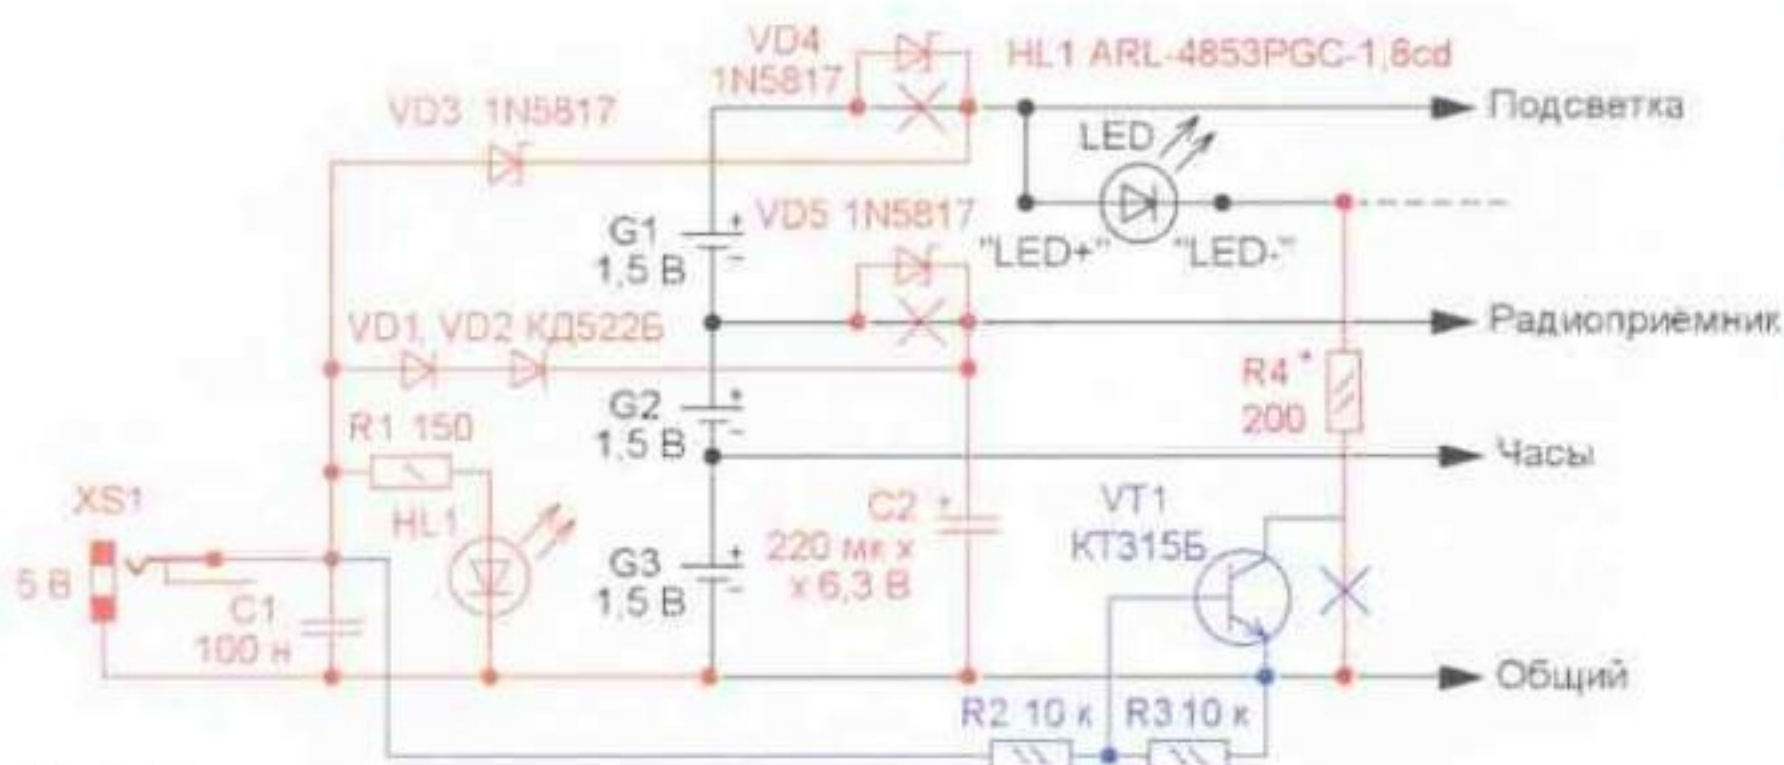 VD4
1N5817
HL1 ARL-4853PGC-1,8cd
VD3 1N5817
Подсветка
LED
G1
1,5 В
+
−
VD5 1N5817
"LED+"
"LED-"
VD1, VD2 КД522Б
Радиоприёмник
R1 150
G2
1,5 В
+
−
R4*
200
Часы
XS1
5 В
HL1
C2 +
220 мк x
x 6,3 В
VT1
КТ315Б
C1
100 н
G3
1,5 В
+
−
Общий
R2 10 к
R3 10 к